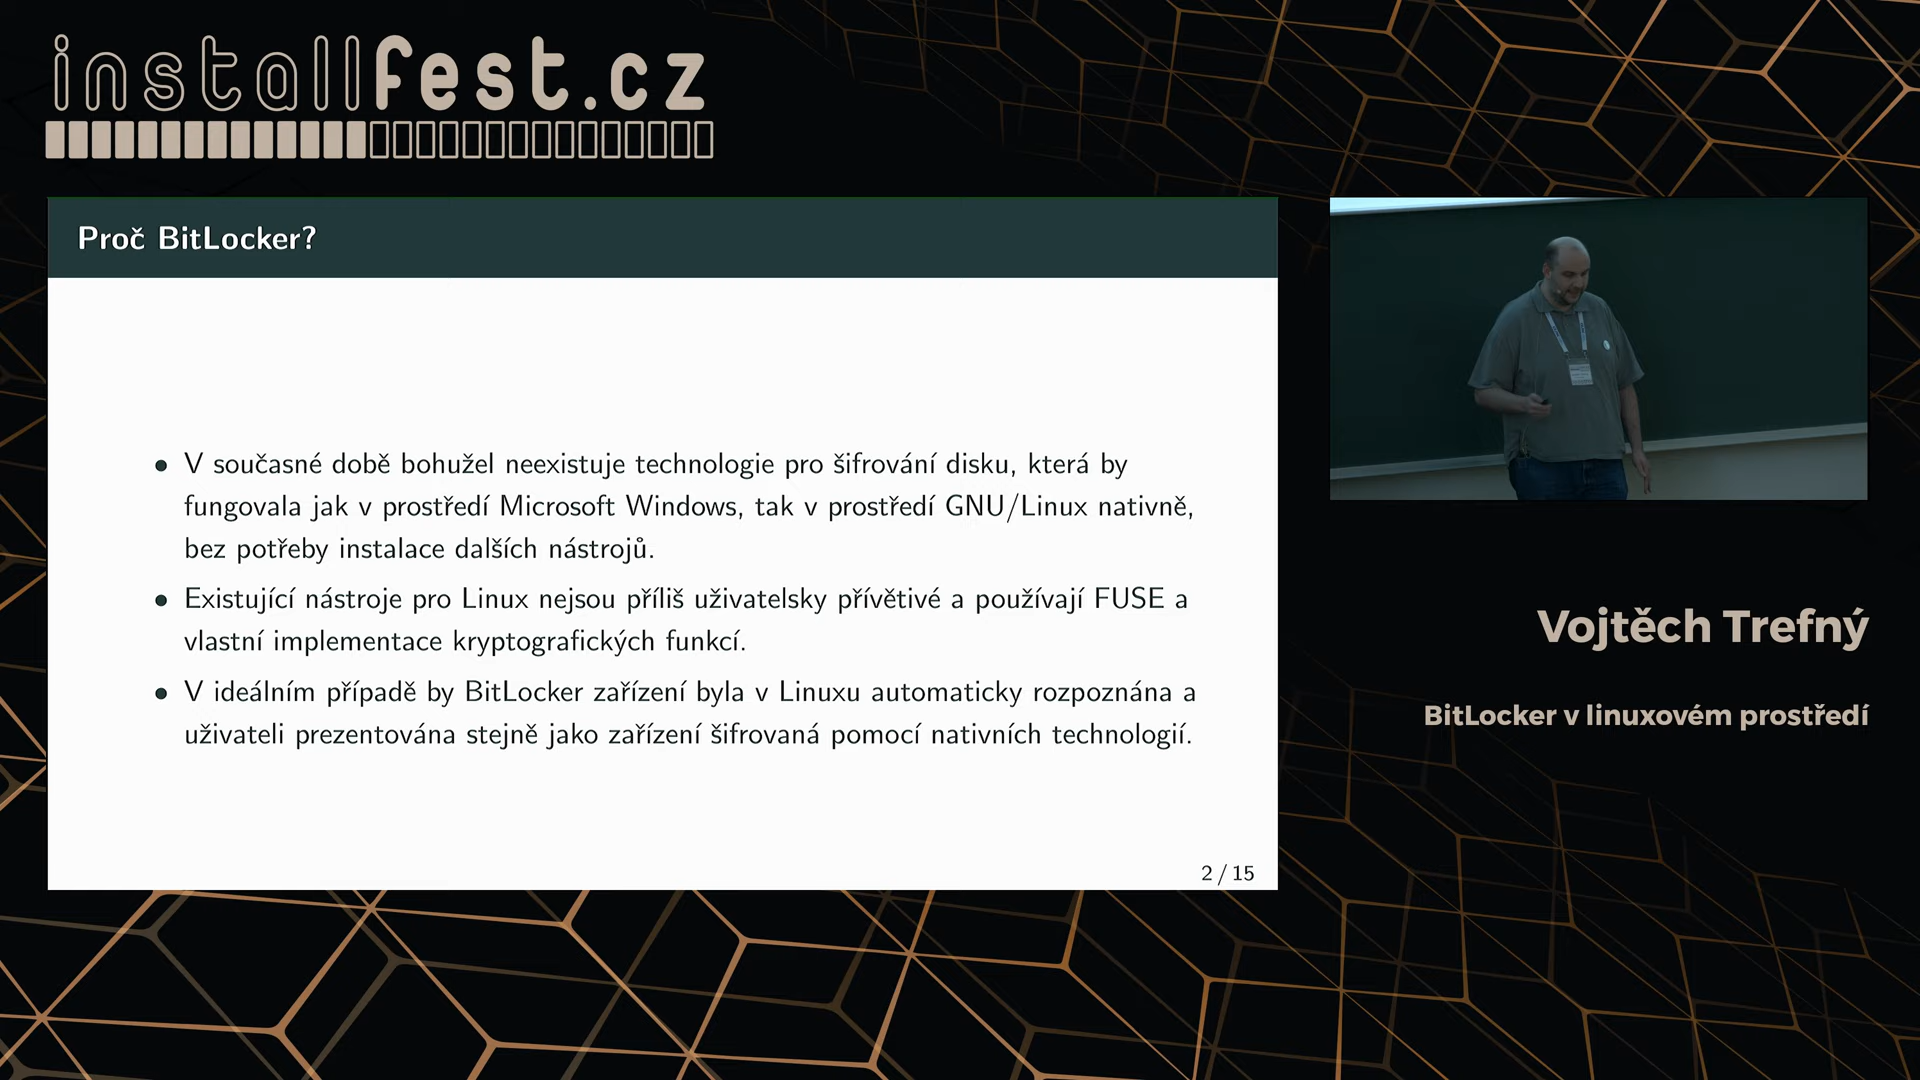 installfest.cz
Proč BitLocker?
• V současné době bohužel neexistuje technologie pro šifrování disku, která by
fungovala jak v prostředí Microsoft Windows, tak v prostředí GNU/Linux nativně,
bez potřeby instalace dalších nástrojů.
• Existující nástroje pro Linux nejsou příliš uživatelsky přívětivé a používají FUSE a
vlastní implementace kryptografických funkcí.
• V ideálním případě by BitLocker zařízení byla v Linuxu automaticky rozpoznána a
uživateli prezentována stejně jako zařízení šifrovaná pomocí nativních technologií.
2 / 15
Vojtěch Trefný
BitLocker v linuxovém prostředí